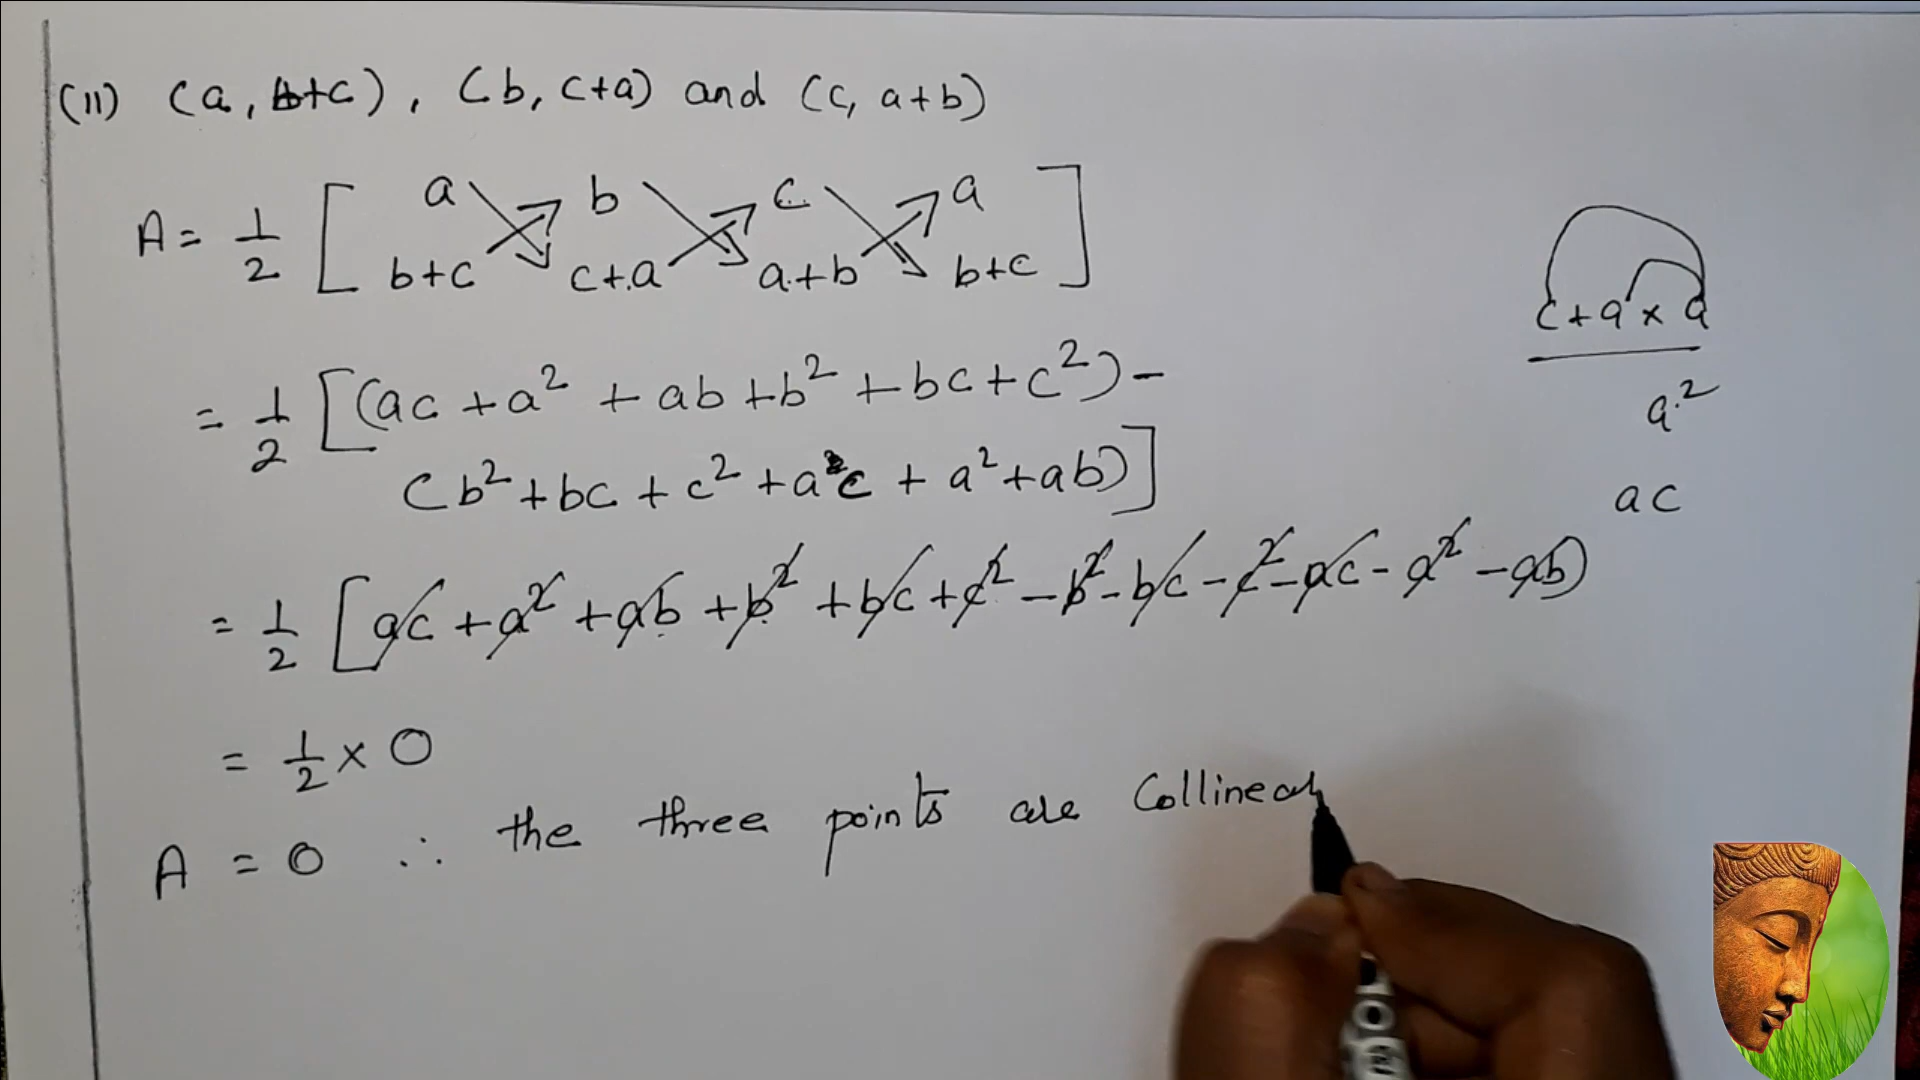 (II) (a, b+c), (b, c+a) and (c, a+b)
A = 1/2 [ a b c a
b+c c+a a+b b+c ]
= 1/2 [(ac + a² + ab + b² + bc + c²) -
(b² + bc + c² + ac + a² + ab)]
= 1/2 [ac + a² + ab + b² + bc + c² - b² - bc - c² - ac - a² - ab)
= 1/2 × 0
A = 0 ∴ the three points are Collinear
c + a × a
a²
ac